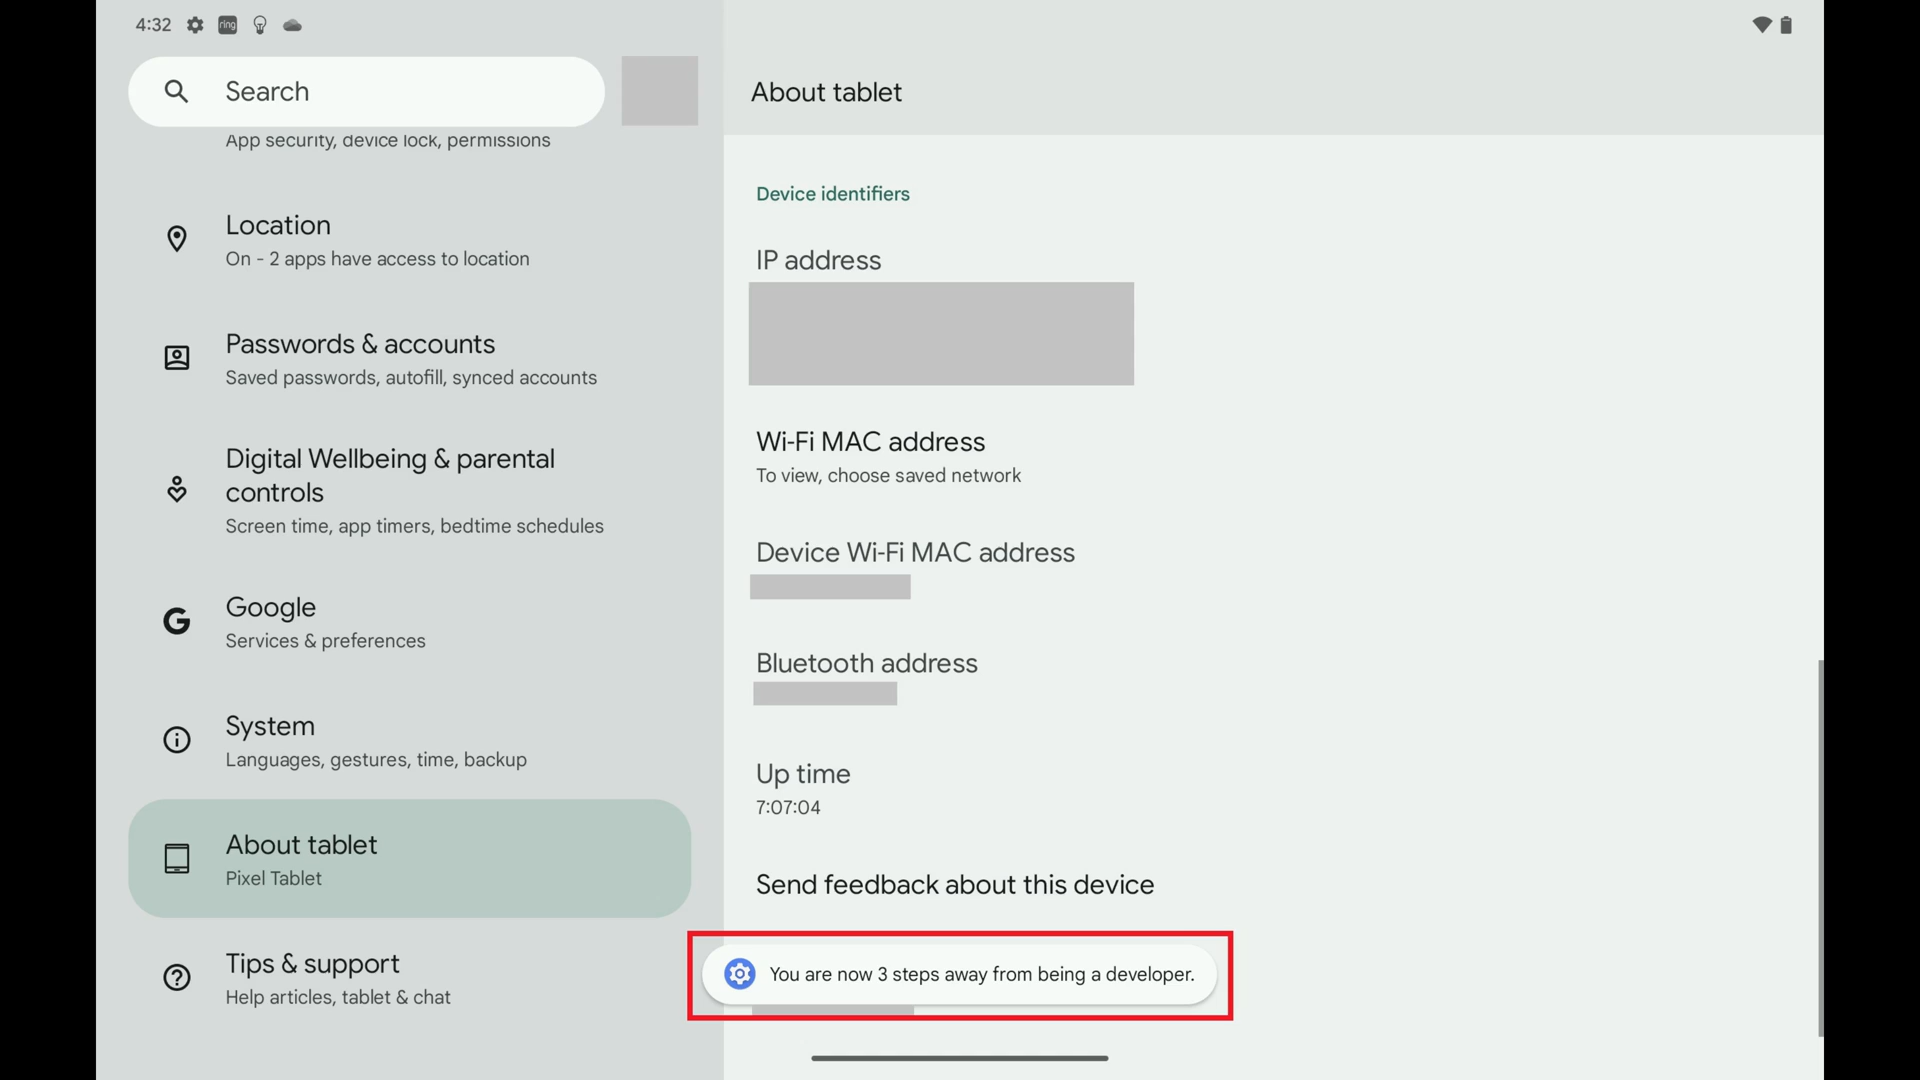 4:32
ring
Search
About tablet
App security, device lock, permissions
Location
On - 2 apps have access to location
Passwords & accounts
Saved passwords, autofill, synced accounts
Digital Wellbeing & parental
controls
Screen time, app timers, bedtime schedules
Google
Services & preferences
System
Languages, gestures, time, backup
About tablet
Pixel Tablet
Tips & support
Help articles, tablet & chat
Device identifiers
IP address
Wi-Fi MAC address
To view, choose saved network
Device Wi-Fi MAC address
Bluetooth address
Up time
7:07:04
Send feedback about this device
You are now 3 steps away from being a developer.